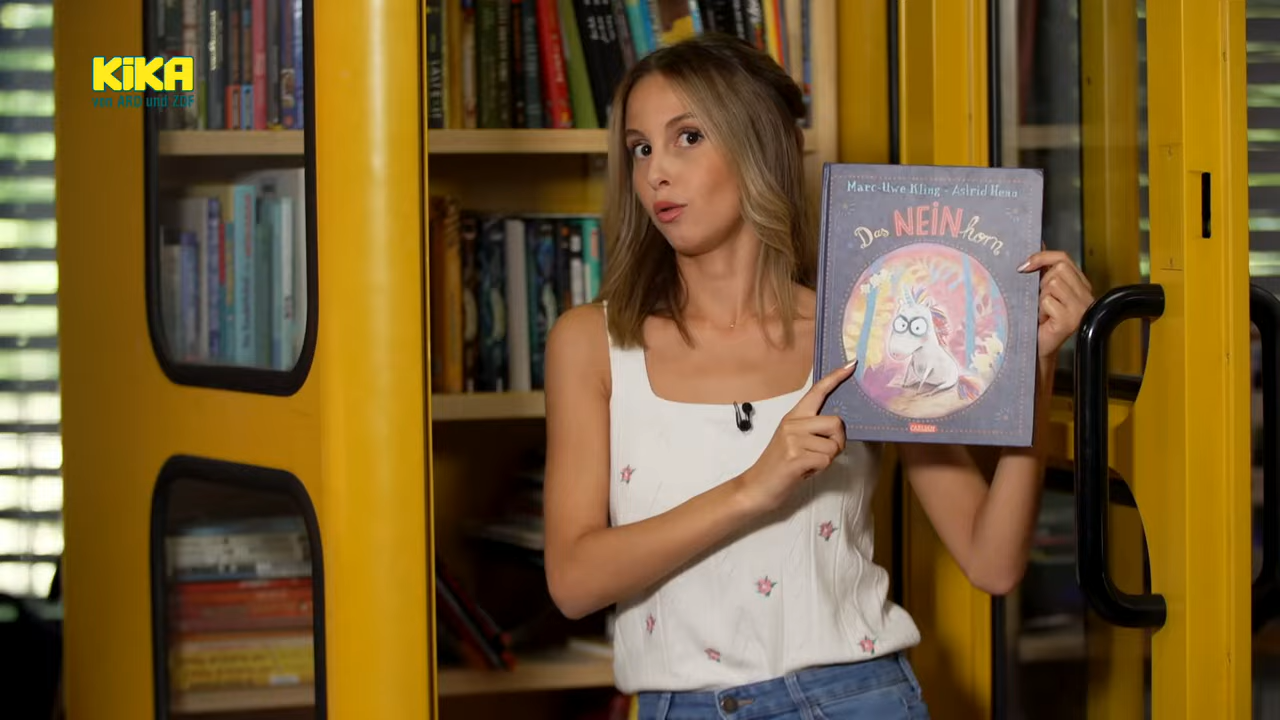 KiKA
von ARD und ZDF
Marc-Uwe Kling - Astrid Henn
Das NEINhorn
CARLSEN